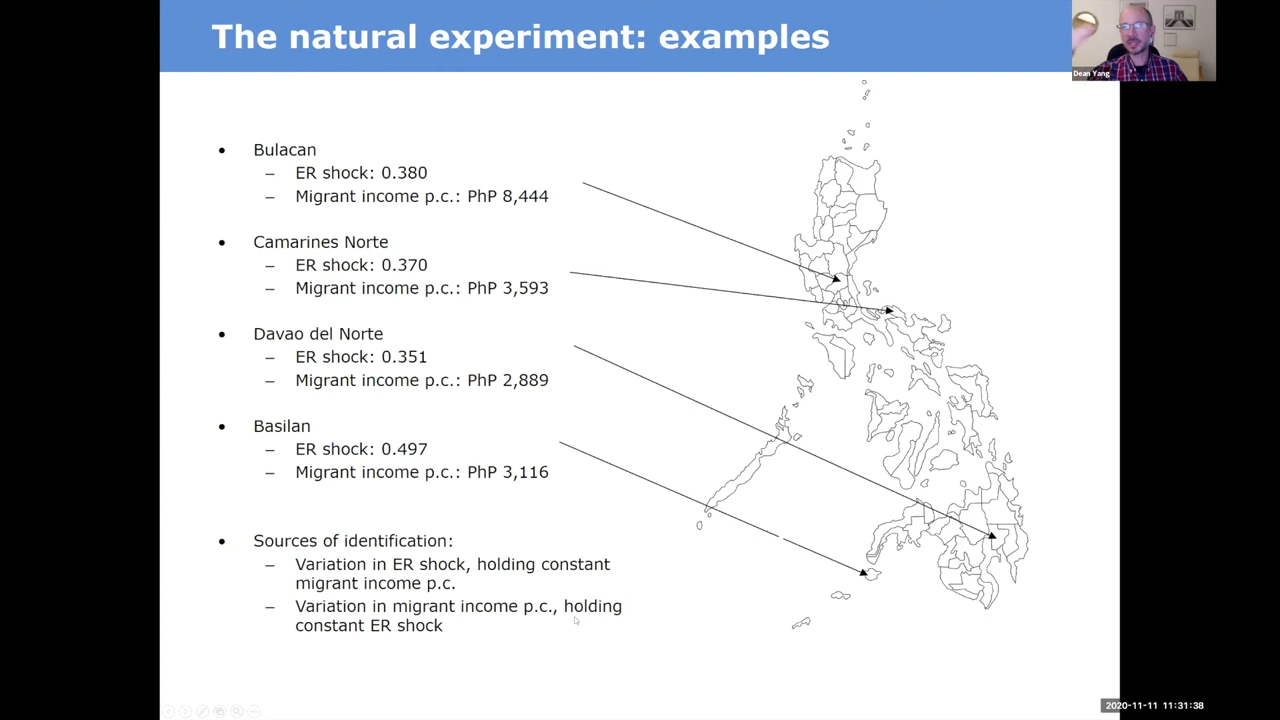 The natural experiment: examples
Dean Yang
• Bulacan
– ER shock: 0.380
– Migrant income p.c.: PhP 8,444
• Camarines Norte
– ER shock: 0.370
– Migrant income p.c.: PhP 3,593
• Davao del Norte
– ER shock: 0.351
– Migrant income p.c.: PhP 2,889
• Basilan
– ER shock: 0.497
– Migrant income p.c.: PhP 3,116
• Sources of identification:
– Variation in ER shock, holding constant
migrant income p.c.
– Variation in migrant income p.c., holding
constant ER shock
2020-11-11 11:31:38